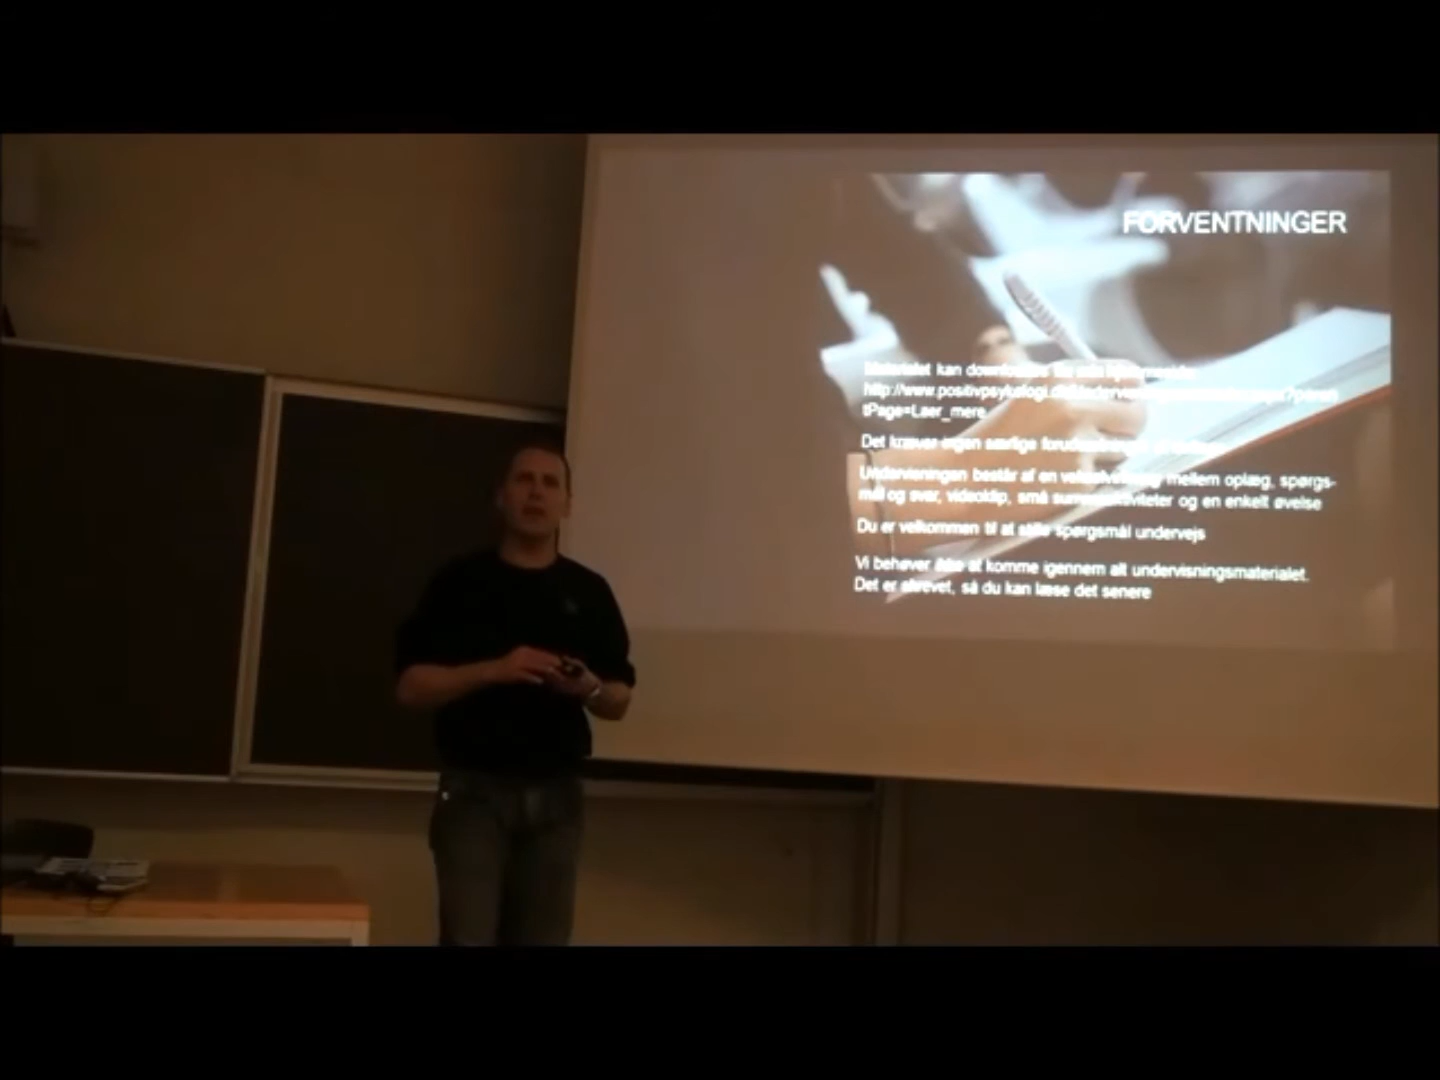 FORVENTNINGER
Materialet kan
http://www.positivpsykologi.
tPage=Laer_mere
Det kræver ingen særlige
Undervisningen består af en mellem oplæg, spørgs-
mål og svar, videoklip, små og en enkelt øvelse
Du er velkommen til at stille spørgsmål undervejs
Vi behøver ikke at komme igennem alt undervisningsmaterialet.
Det er skrevet, så du kan læse det senere